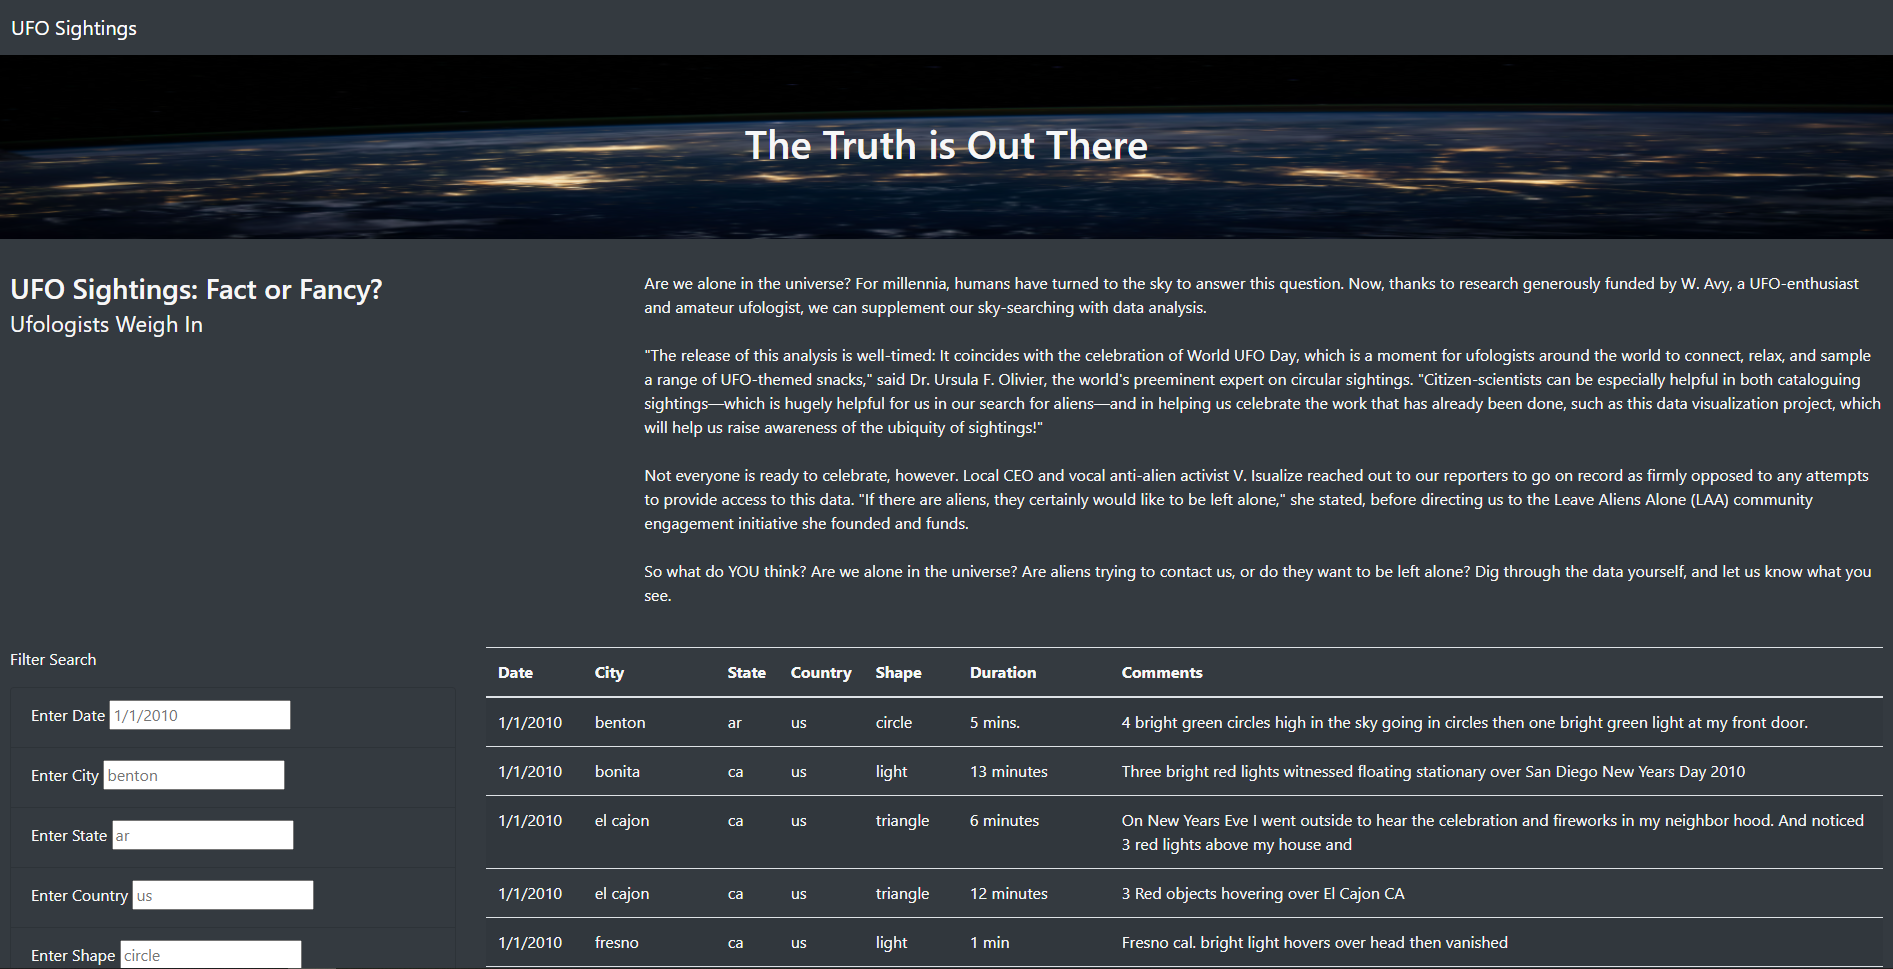 UFO Sightings
The Truth is Out There
UFO Sightings: Fact or Fancy?
Ufologists Weigh In
Are we alone in the universe? For millennia, humans have turned to the sky to answer this question. Now, thanks to research generously funded by W. Avy, a UFO-enthusiast
and amateur ufologist, we can supplement our sky-searching with data analysis.
"The release of this analysis is well-timed: It coincides with the celebration of World UFO Day, which is a moment for ufologists around the world to connect, relax, and sample
a range of UFO-themed snacks," said Dr. Ursula F. Olivier, the world's preeminent expert on circular sightings. "Citizen-scientists can be especially helpful in both cataloguing
sightings—which is hugely helpful for us in our search for aliens—and in helping us celebrate the work that has already been done, such as this data visualization project, which
will help us raise awareness of the ubiquity of sightings!"
Not everyone is ready to celebrate, however. Local CEO and vocal anti-alien activist V. Isualize reached out to our reporters to go on record as firmly opposed to any attempts
to provide access to this data. "If there are aliens, they certainly would like to be left alone," she stated, before directing us to the Leave Aliens Alone (LAA) community
engagement initiative she founded and funds.
So what do YOU think? Are we alone in the universe? Are aliens trying to contact us, or do they want to be left alone? Dig through the data yourself, and let us know what you
see.
Filter Search
Enter Date 1/1/2010
Enter City benton
Enter State ar
Enter Country us
Enter Shape circle
Date City State Country Shape Duration Comments
1/1/2010 benton ar us circle 5 mins. 4 bright green circles high in the sky going in circles then one bright green light at my front door.
1/1/2010 bonita ca us light 13 minutes Three bright red lights witnessed floating stationary over San Diego New Years Day 2010
1/1/2010 el cajon ca us triangle 6 minutes On New Years Eve I went outside to hear the celebration and fireworks in my neighbor hood. And noticed
3 red lights above my house and
1/1/2010 el cajon ca us triangle 12 minutes 3 Red objects hovering over El Cajon CA
1/1/2010 fresno ca us light 1 min Fresno cal. bright light hovers over head then vanished